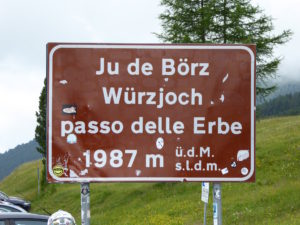 Ju de Börz
Würzjoch
passo delle Erbe
1987 m ü.d.M.
s.l.d.m.